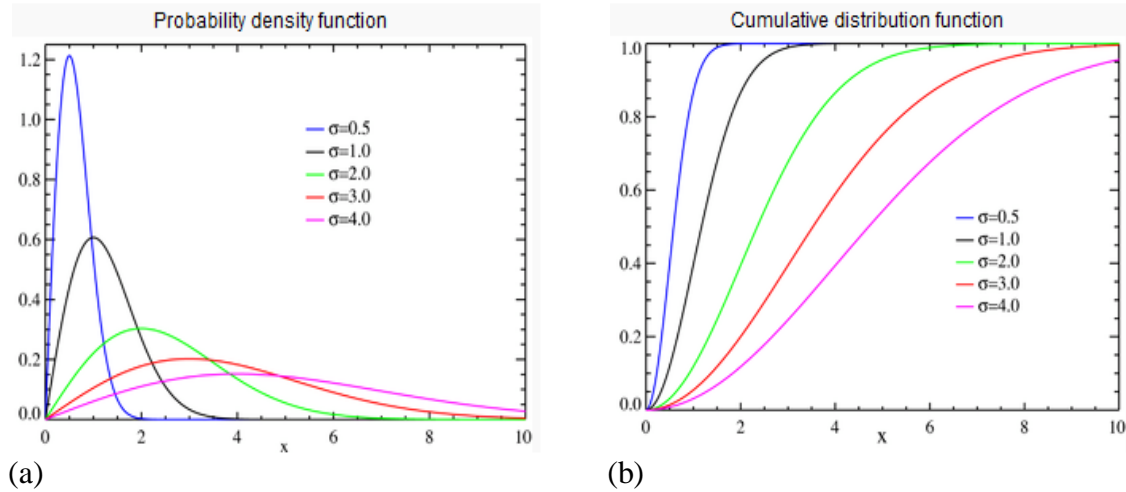 Probability density function
1.2
1.0
0.8
0.6
0.4
0.2
0.0
0 2 4 6 8 10
x
σ=0.5
σ=1.0
σ=2.0
σ=3.0
σ=4.0
(a)
Cumulative distribution function
1.0
0.8
0.6
0.4
0.2
0.0
0 2 4 6 8 10
x
σ=0.5
σ=1.0
σ=2.0
σ=3.0
σ=4.0
(b)